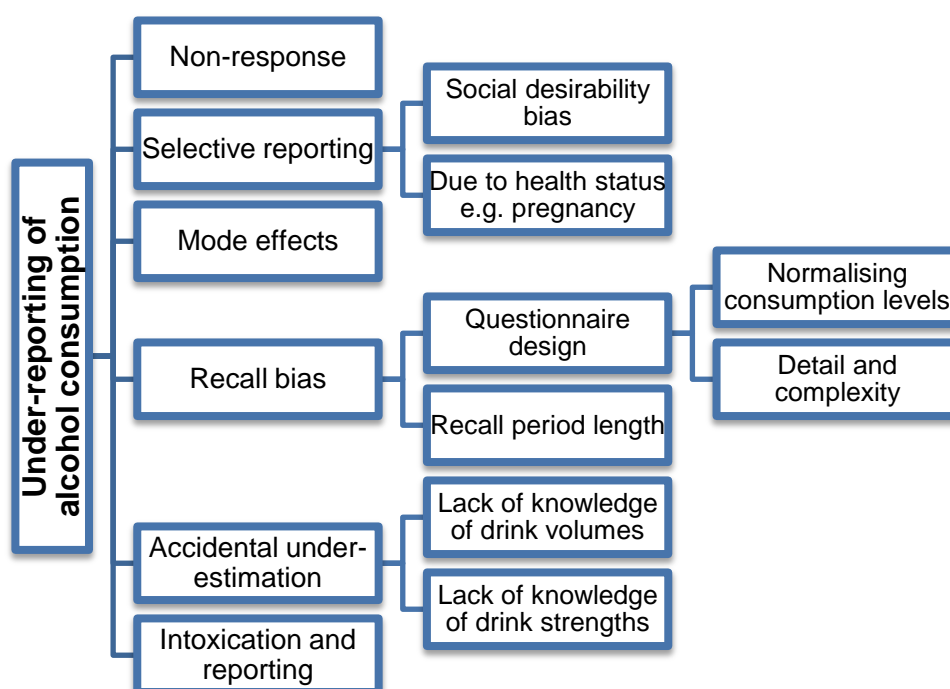 Under-reporting of
alcohol consumption
Non-response
Selective reporting
Social desirability
bias
Due to health status
e.g. pregnancy
Mode effects
Recall bias
Questionnaire
design
Normalising
consumption levels
Detail and
complexity
Recall period length
Accidental under-
estimation
Lack of knowledge
of drink volumes
Lack of knowledge
of drink strengths
Intoxication and
reporting